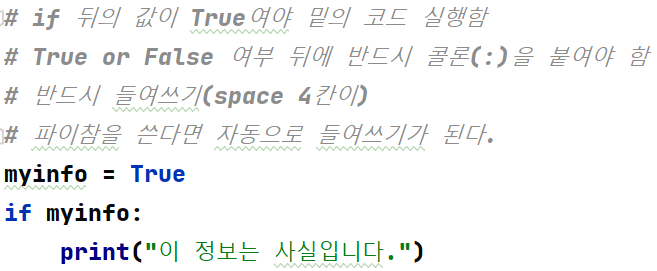 # if 뒤의 값이 True여야 밑의 코드 실행함
# True or False 여부 뒤에 반드시 콜론(:)을 붙여야 함
# 반드시 들여쓰기(space 4칸이)
# 파이참을 쓴다면 자동으로 들여쓰기가 된다.
myinfo = True
if myinfo:
    print("이 정보는 사실입니다.")